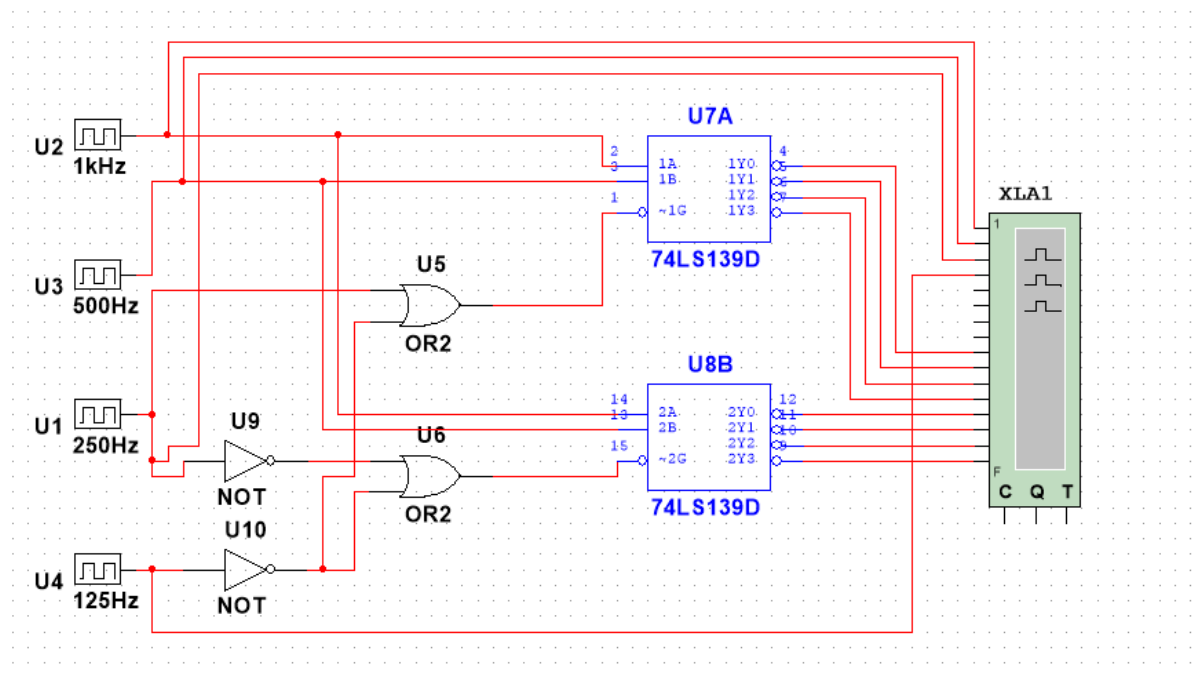 U2
1kHz
U3
500Hz
U1
250Hz
U4
125Hz
U5
OR2
U9
NOT
U6
OR2
U10
NOT
U7A
2
3
1
1A
1B
~1G
1Y0
1Y1
1Y2
1Y3
4
5
6
7
74LS139D
U8B
14
13
15
2A
2B
~2G
2Y0
2Y1
2Y2
2Y3
12
11
10
9
74LS139D
XLA1
1
F
C Q T